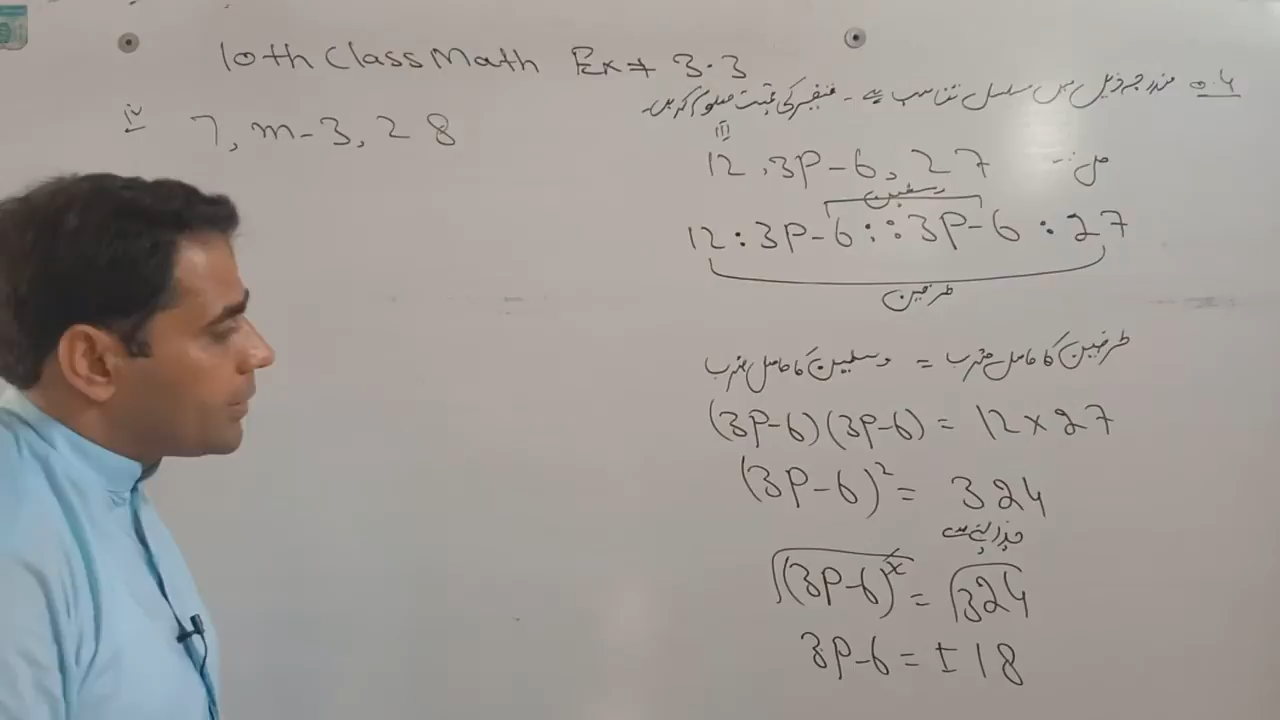 10th Class Math Ex# 3.3
iv 7, m-3, 28
مندرجہ ذیل میں مسلسل تناسب ہے۔ متغیر کی قیمت معلوم کریں۔
iii
حل:- 12, 3P-6, 27
وسطین
12 : 3P-6 :: 3P-6 : 27
طرفین
طرفین کا حاصل ضرب = وسطین کا حاصل ضرب
(3P-6)(3P-6) = 12 × 27
(3P-6)² = 324
جذر لینے سے
√(3P-6)² = √324
3P-6 = ±18